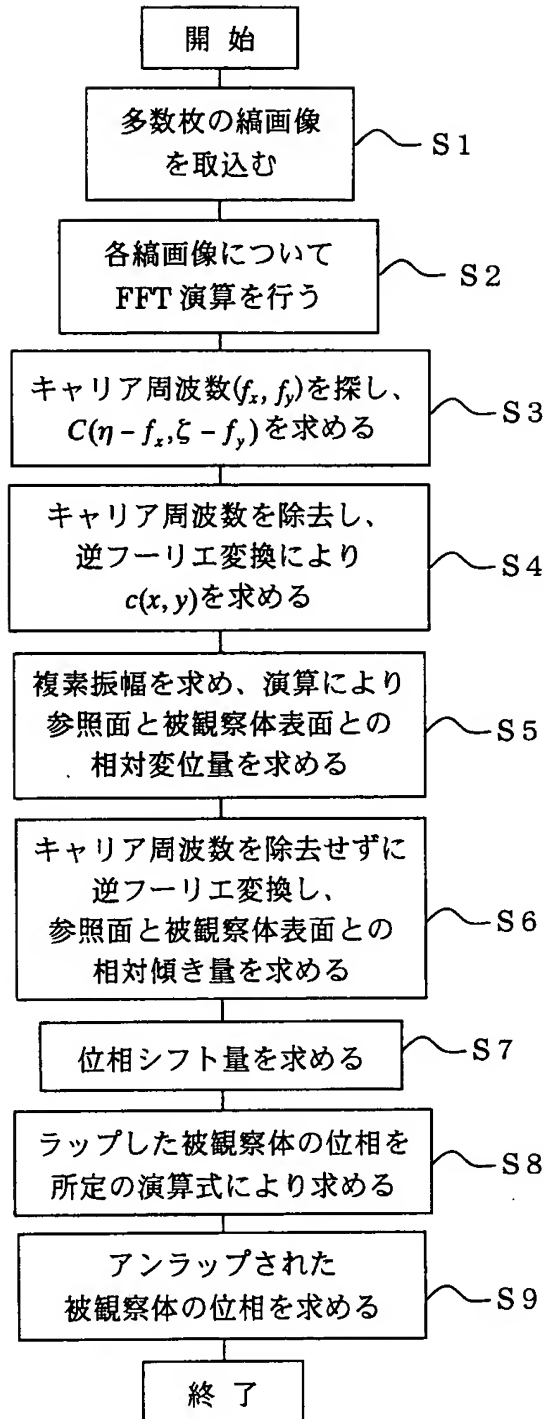 開 始
多数枚の縞画像
を取込む
S1
各縞画像について
FFT 演算を行う
S2
キャリア周波数(fx, fy)を探し、
C(η − fx,ζ − fy)を求める
S3
キャリア周波数を除去し、
逆フーリエ変換により
c(x, y)を求める
S4
複素振幅を求め、演算により
参照面と被観察体表面との
相対変位量を求める
S5
キャリア周波数を除去せずに
逆フーリエ変換し、
参照面と被観察体表面との
相対傾き量を求める
S6
位相シフト量を求める
S7
ラップした被観察体の位相を
所定の演算式により求める
S8
アンラップされた
被観察体の位相を求める
S9
終 了